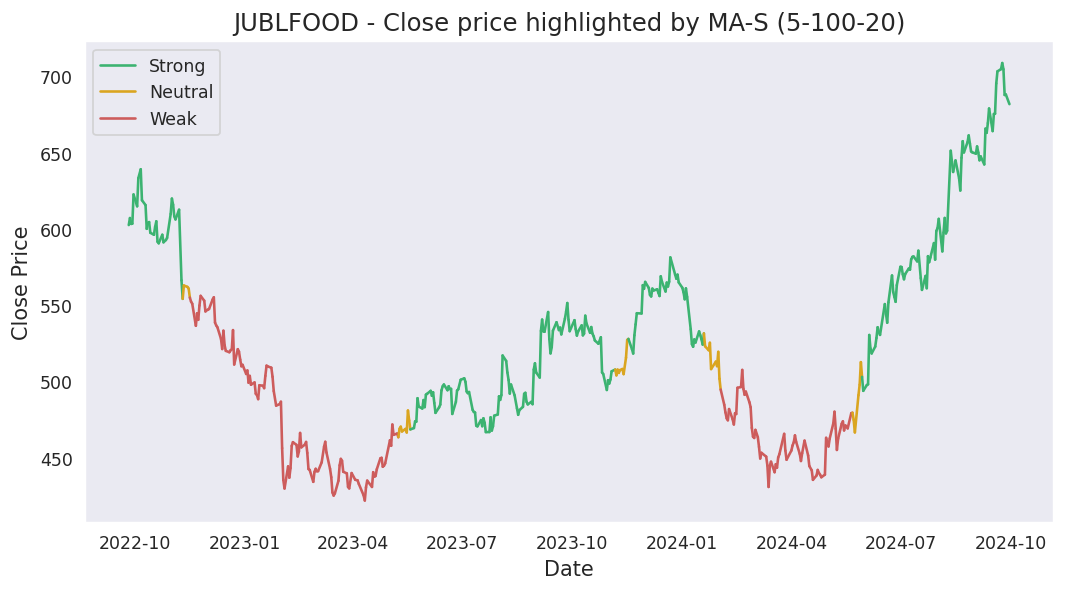 JUBLFOOD - Close price highlighted by MA-S (5-100-20)
Strong
Neutral
Weak
Close Price
700
650
600
550
500
450
2022-10 2023-01 2023-04 2023-07 2023-10 2024-01 2024-04 2024-07 2024-10
Date